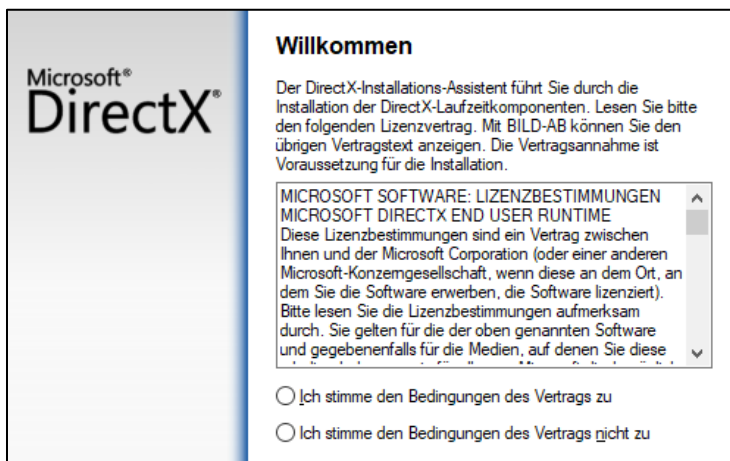 Microsoft®
DirectX®
Willkommen
Der DirectX-Installations-Assistent führt Sie durch die
Installation der DirectX-Laufzeitkomponenten. Lesen Sie bitte
den folgenden Lizenzvertrag. Mit BILD-AB können Sie den
übrigen Vertragstext anzeigen. Die Vertragsannahme ist
Voraussetzung für die Installation.
MICROSOFT SOFTWARE: LIZENZBESTIMMUNGEN
MICROSOFT DIRECTX END USER RUNTIME
Diese Lizenzbestimmungen sind ein Vertrag zwischen
Ihnen und der Microsoft Corporation (oder einer anderen
Microsoft-Konzerngesellschaft, wenn diese an dem Ort, an
dem Sie die Software erwerben, die Software lizenziert).
Bitte lesen Sie die Lizenzbestimmungen aufmerksam
durch. Sie gelten für die der oben genannten Software
und gegebenenfalls für die Medien, auf denen Sie diese
Ich stimme den Bedingungen des Vertrags zu
Ich stimme den Bedingungen des Vertrags nicht zu